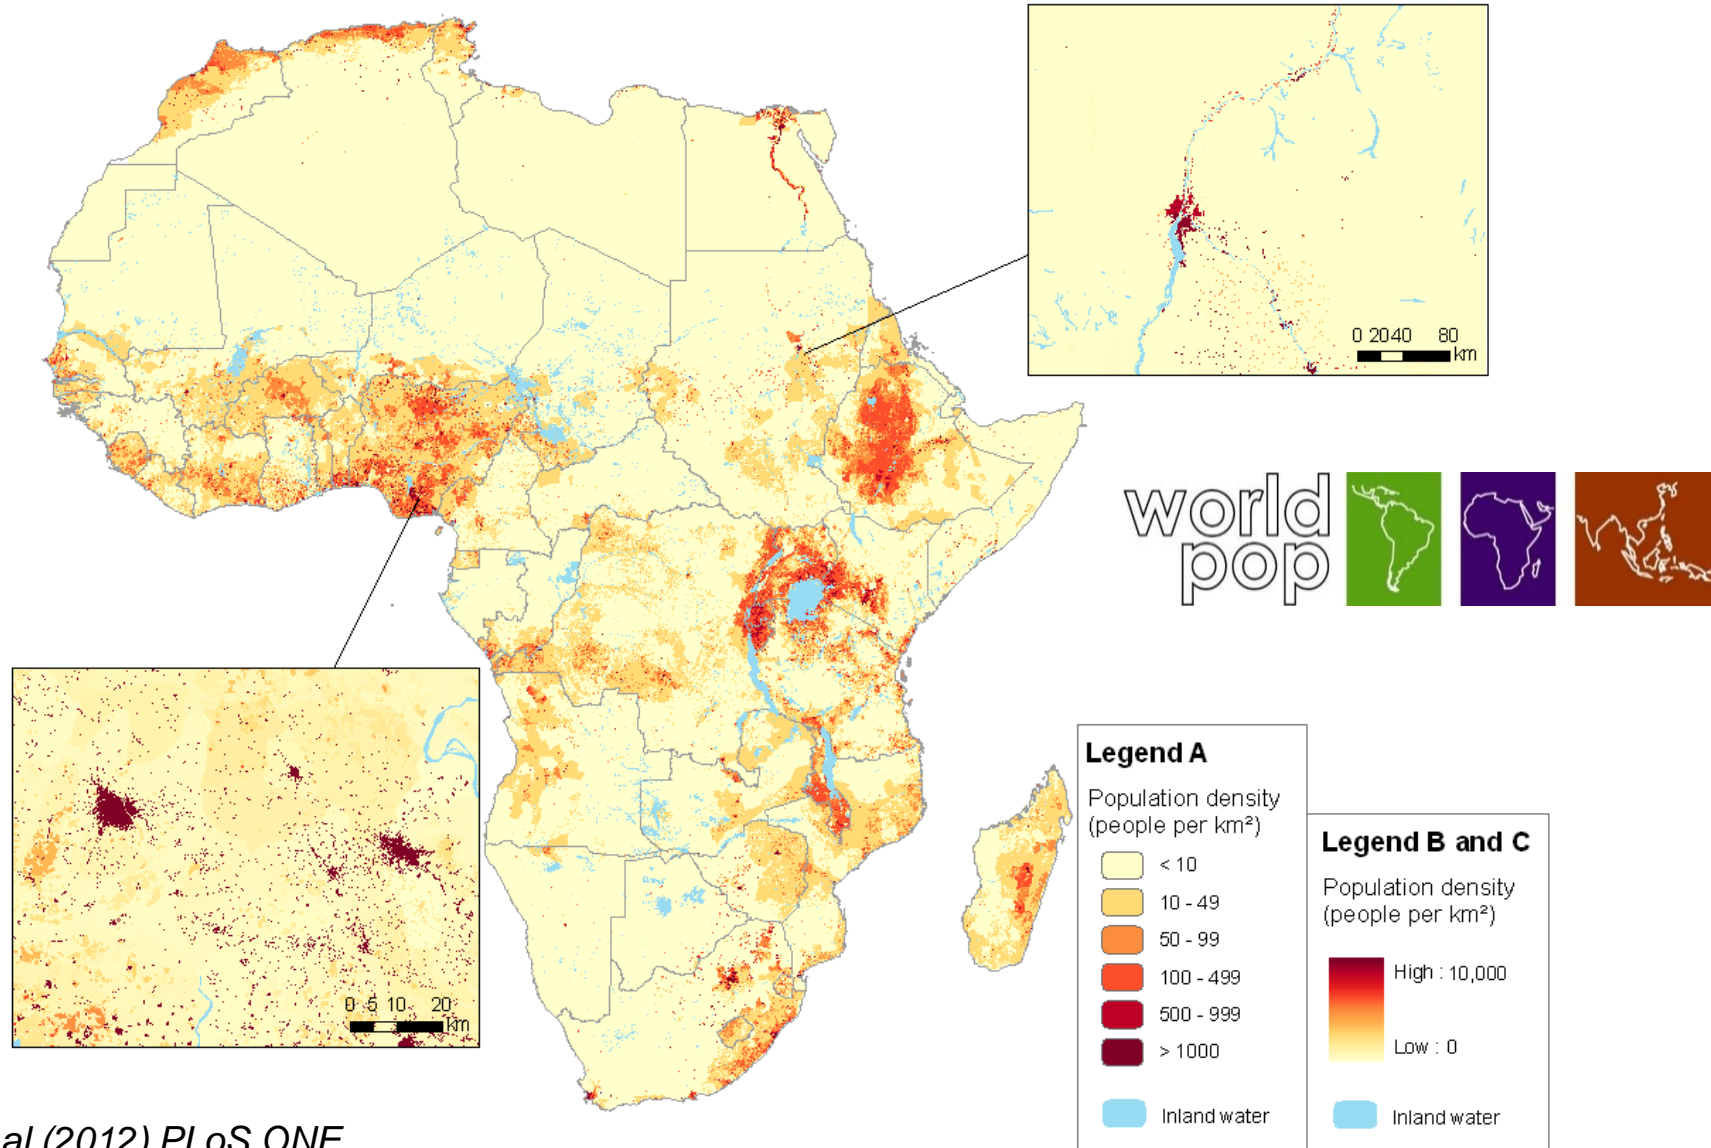 0 20 40 80
km
world
pop
0 5 10 20
km
Legend A
Population density
(people per km²)
< 10
10 - 49
50 - 99
100 - 499
500 - 999
> 1000
Inland water
Legend B and C
Population density
(people per km²)
High : 10,000
Low : 0
Inland water
al (2012) PLoS ONE